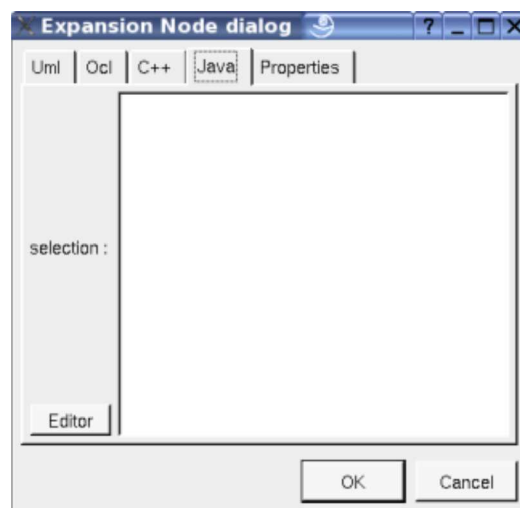 Expansion Node dialog
Uml Ocl C++ Java Properties
selection :
Editor
OK Cancel